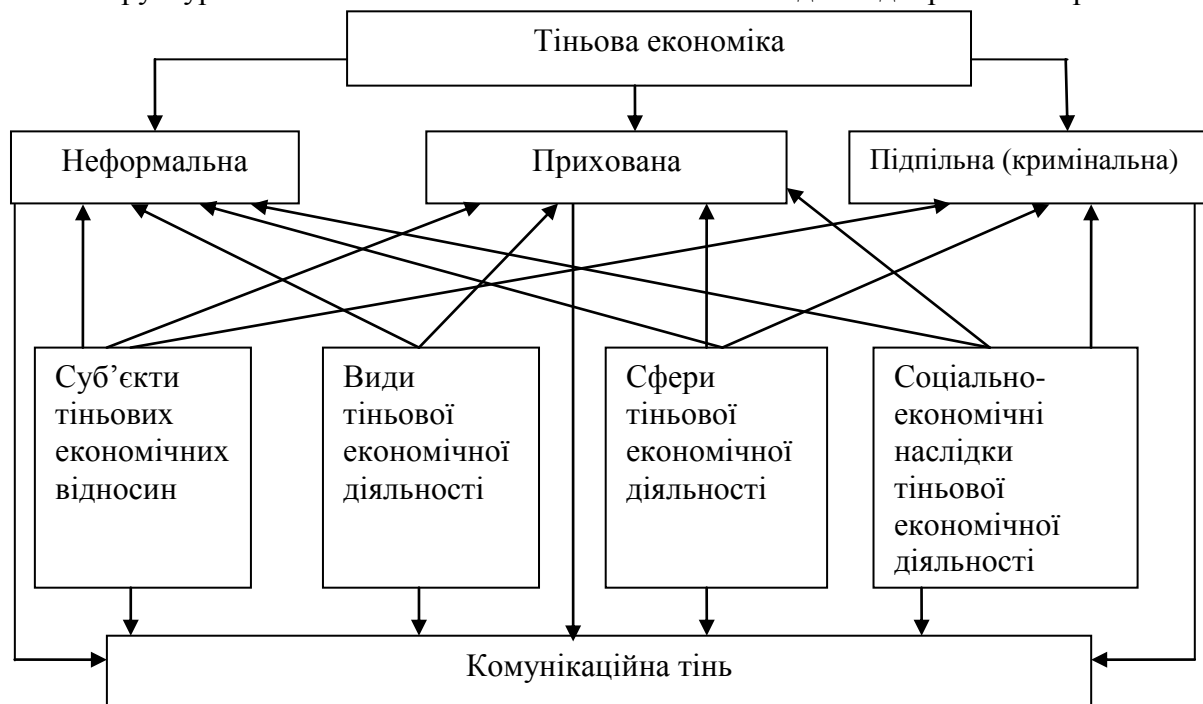 Тіньова економіка
Неформальна
Прихована
Підпільна (кримінальна)
Суб’єкти
тіньових
економічних
відносин
Види
тіньової
економічної
діяльності
Сфери
тіньової
економічної
діяльності
Соціально-
економічні
наслідки
тіньової
економічної
діяльності
Комунікаційна тінь